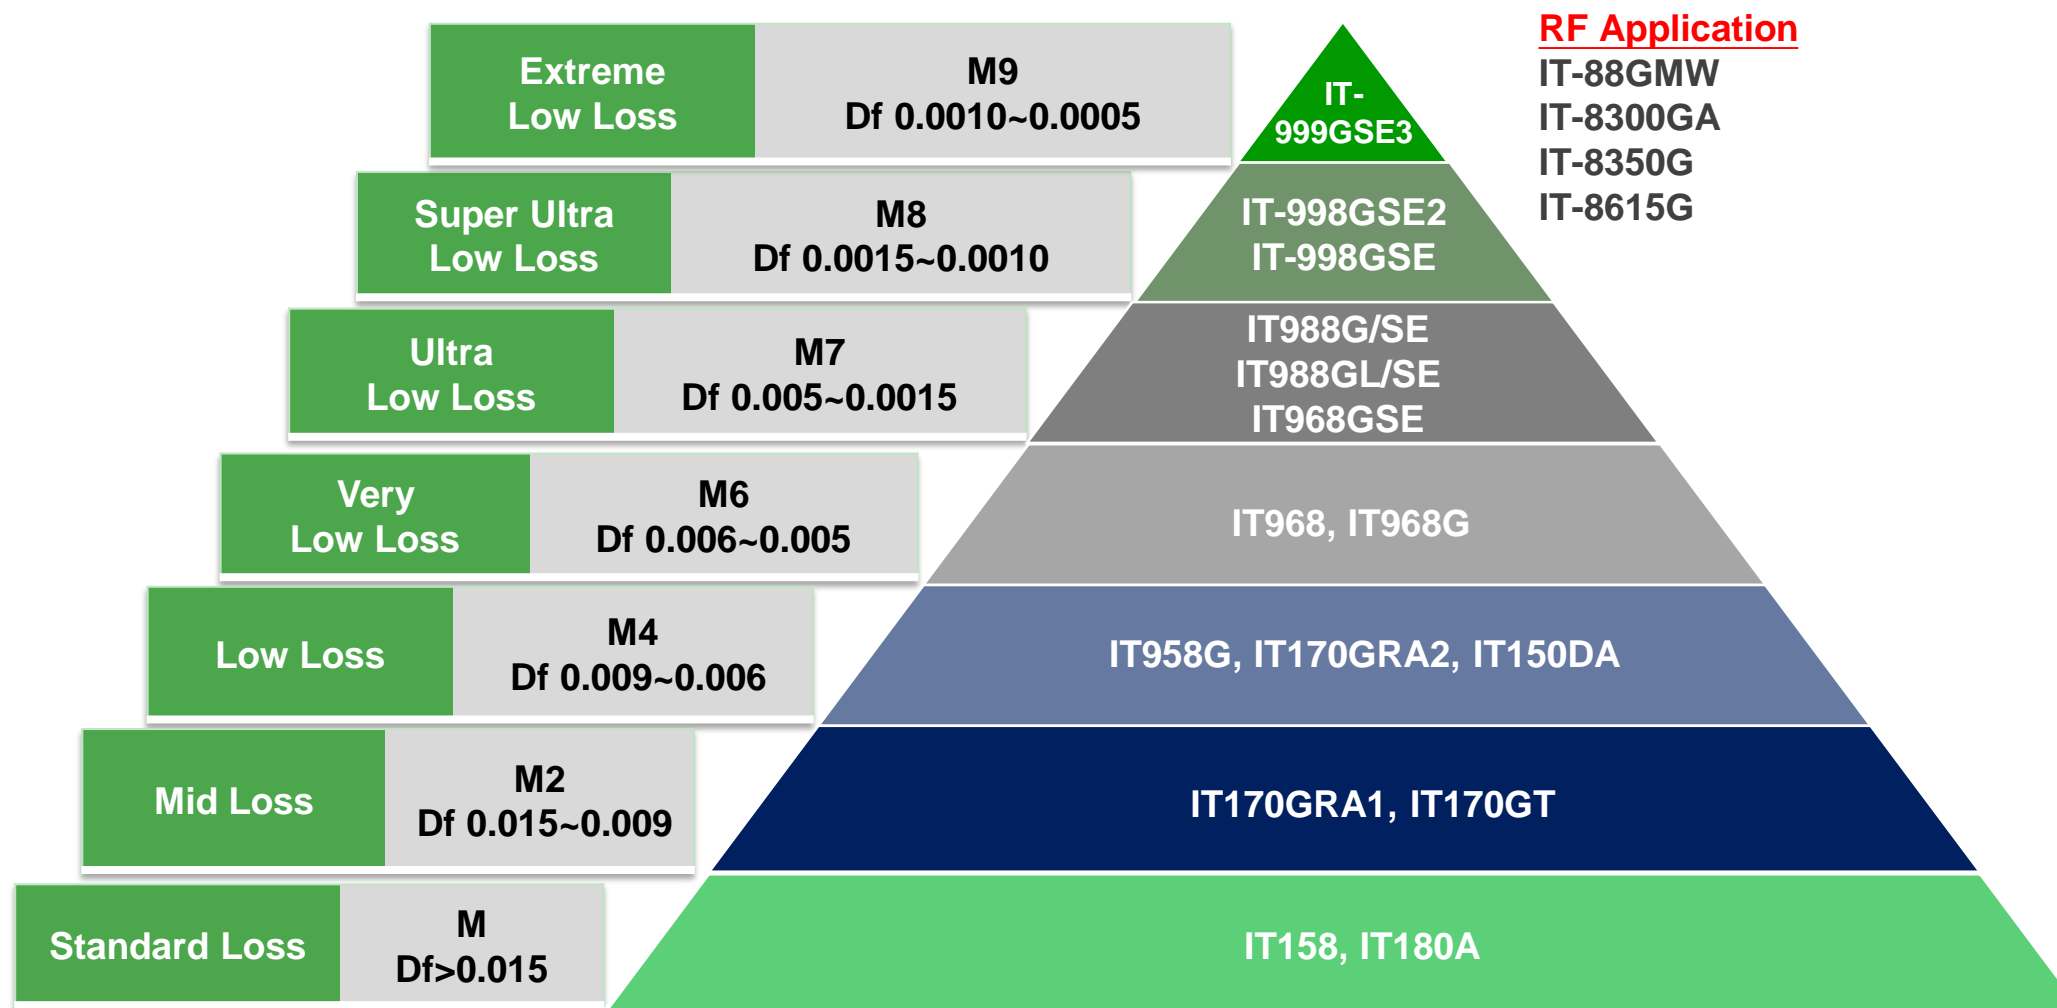 Extreme
Low Loss
M9
Df 0.0010~0.0005
IT-
999GSE3
RF Application
IT-88GMW
IT-8300GA
IT-8350G
IT-8615G
Super Ultra
Low Loss
M8
Df 0.0015~0.0010
IT-998GSE2
IT-998GSE
Ultra
Low Loss
M7
Df 0.005~0.0015
IT988G/SE
IT988GL/SE
IT968GSE
Very
Low Loss
M6
Df 0.006~0.005
IT968, IT968G
Low Loss
M4
Df 0.009~0.006
IT958G, IT170GRA2, IT150DA
Mid Loss
M2
Df 0.015~0.009
IT170GRA1, IT170GT
Standard Loss
M
Df>0.015
IT158, IT180A